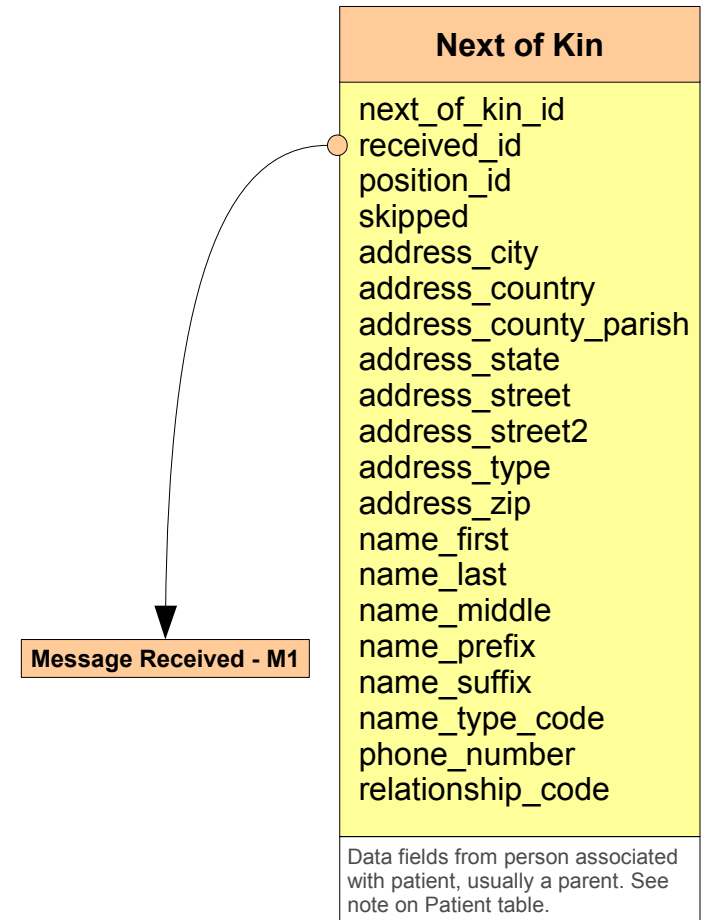 Next of Kin
next_of_kin_id
received_id
position_id
skipped
address_city
address_country
address_county_parish
address_state
address_street
address_street2
address_type
address_zip
name_first
name_last
name_middle
name_prefix
name_suffix
name_type_code
phone_number
relationship_code
Data fields from person associated
with patient, usually a parent. See
note on Patient table.
Message Received - M1